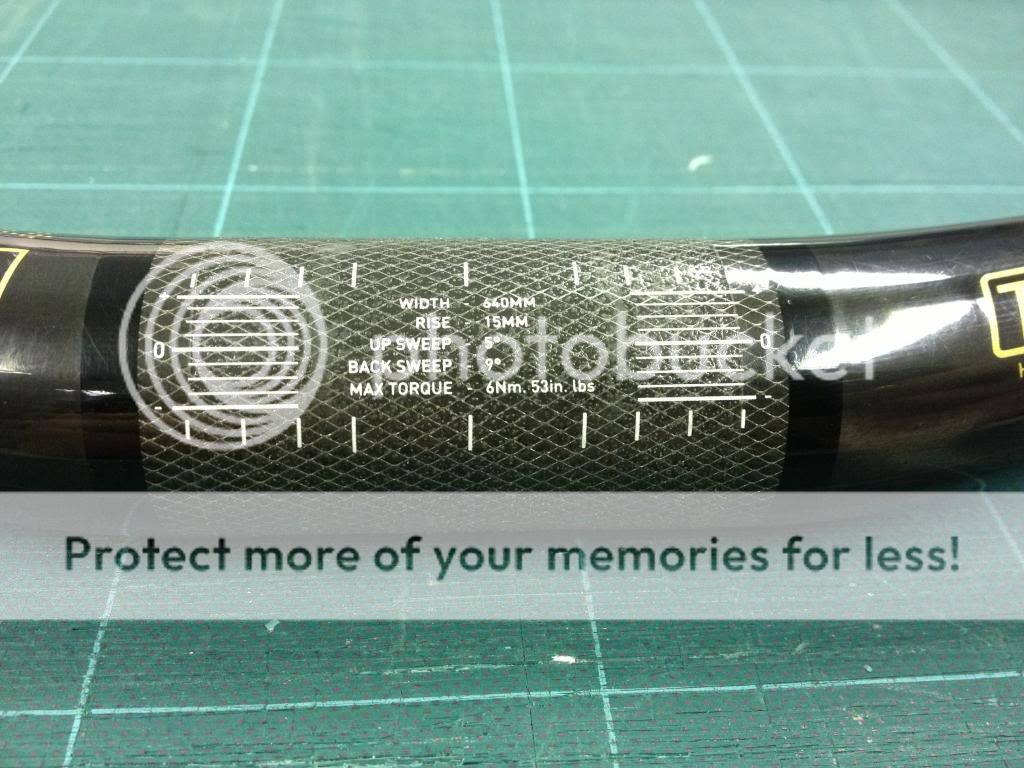 WIDTH - 640MM
RISE - 15MM
UP SWEEP - 5°
BACK SWEEP - 9°
MAX TORQUE - 6Nm. 53in. lbs
0
0
-
-
T
H
photobucket
Protect more of your memories for less!